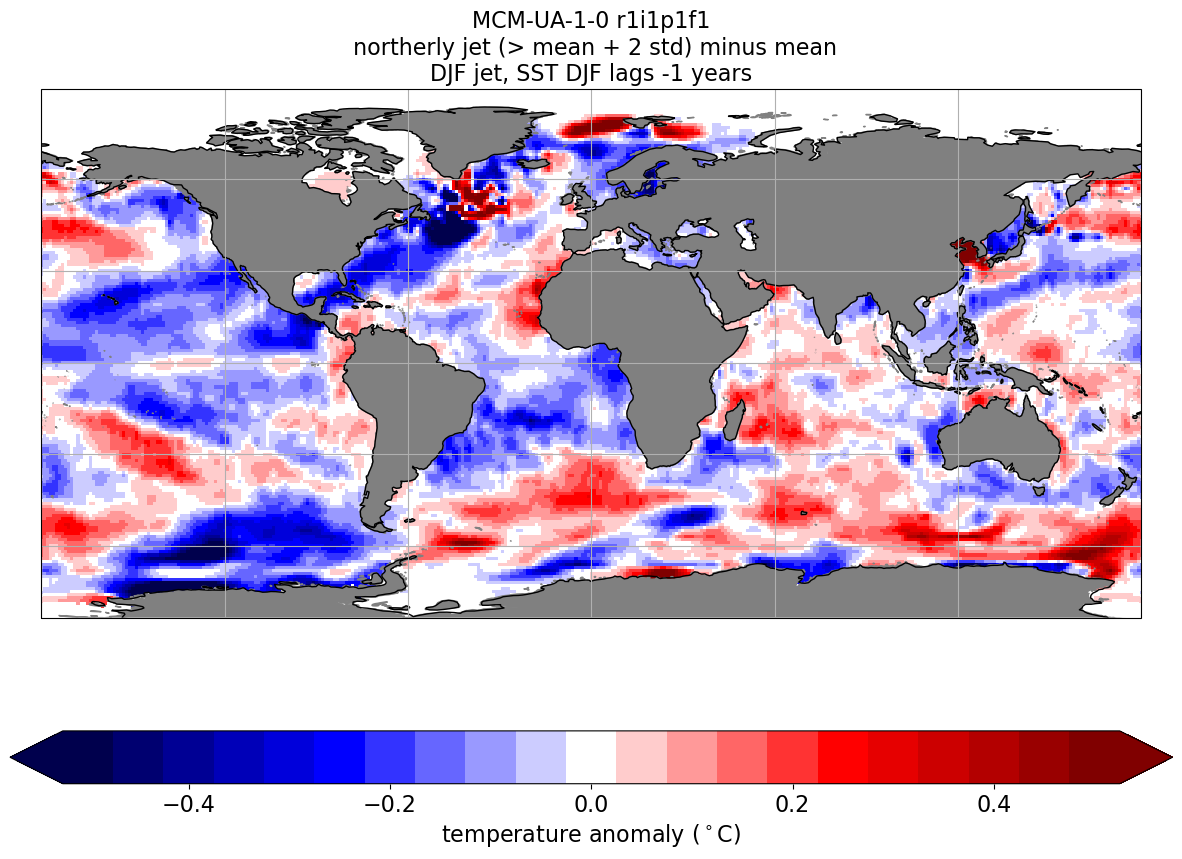 MCM-UA-1-0 r1i1p1f1
northerly jet (> mean + 2 std) minus mean
DJF jet, SST DJF lags -1 years
−0.4 −0.2 0.0 0.2 0.4
temperature anomaly (°C)